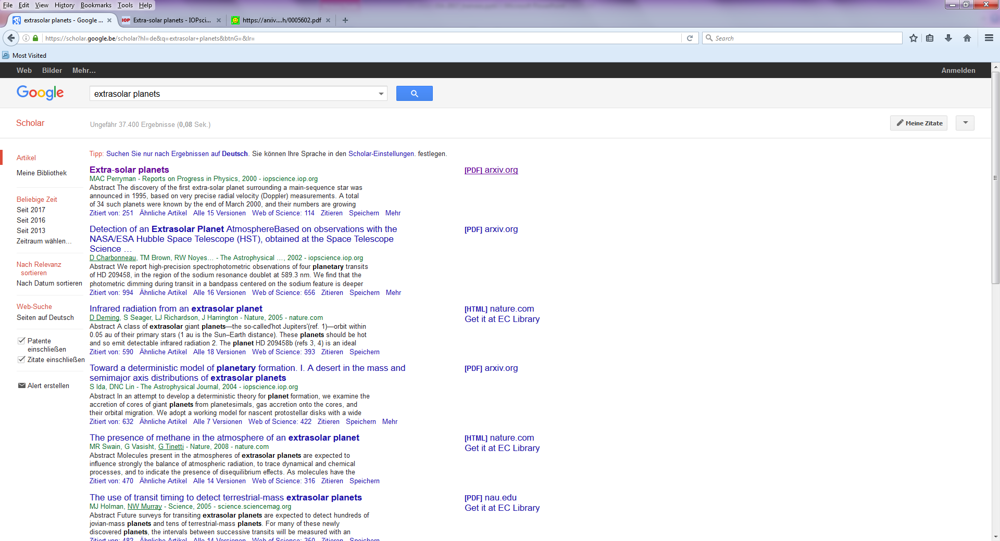 File Edit View History Bookmarks Tools Help
extrasolar planets - Google ... × IOP Extra-solar planets - IOPsci... × https://arxiv....h/0005602.pdf × +
https://scholar.google.be/scholar?hl=de&q=extrasolar+planets&btnG=&lr= Search
Most Visited
Web Bilder Mehr... Anmelden
Google extrasolar planets
Scholar Ungefähr 37.400 Ergebnisse (0,08 Sek.) Meine Zitate
Artikel
Meine Bibliothek
Beliebige Zeit
Seit 2017
Seit 2016
Seit 2013
Zeitraum wählen...
Nach Relevanz
sortieren
Nach Datum sortieren
Web-Suche
Seiten auf Deutsch
Patente
einschließen
Zitate einschließen
Alert erstellen
Tipp: Suchen Sie nur nach Ergebnissen auf Deutsch. Sie können Ihre Sprache in den Scholar-Einstellungen. festlegen.
Extra-solar planets [PDF] arxiv.org
MAC Perryman - Reports on Progress in Physics, 2000 - iopscience.iop.org
Abstract The discovery of the first extra-solar planet surrounding a main-sequence star was
announced in 1995, based on very precise radial velocity (Doppler) measurements. A total
of 34 such planets were known by the end of March 2000, and their numbers are growing
Zitiert von: 251 Ähnliche Artikel Alle 15 Versionen Web of Science: 114 Zitieren Speichern Mehr
Detection of an Extrasolar Planet AtmosphereBased on observations with the [PDF] arxiv.org
NASA/ESA Hubble Space Telescope (HST), obtained at the Space Telescope
Science ...
D Charbonneau, TM Brown, RW Noyes... - The Astrophysical ..., 2002 - iopscience.iop.org
Abstract We report high-precision spectrophotometric observations of four planetary transits
of HD 209458, in the region of the sodium resonance doublet at 589.3 nm. We find that the
photometric dimming during transit in a bandpass centered on the sodium feature is deeper
Zitiert von: 994 Ähnliche Artikel Alle 16 Versionen Web of Science: 656 Zitieren Speichern Mehr
Infrared radiation from an extrasolar planet [HTML] nature.com
D Deming, S Seager, LJ Richardson, J Harrington - Nature, 2005 - nature.com Get it at EC Library
Abstract A class of extrasolar giant planets—the so-called'hot Jupiters'(ref. 1)—orbit within
0.05 au of their primary stars (1 au is the Sun–Earth distance). These planets should be hot
and so emit detectable infrared radiation 2. The planet HD 209458b (refs 3, 4) is an ideal
Zitiert von: 590 Ähnliche Artikel Alle 18 Versionen Web of Science: 393 Zitieren Speichern
Toward a deterministic model of planetary formation. I. A desert in the mass and [PDF] arxiv.org
semimajor axis distributions of extrasolar planets
S Ida, DNC Lin - The Astrophysical Journal, 2004 - iopscience.iop.org
Abstract In an attempt to develop a deterministic theory for planet formation, we examine the
accretion of cores of giant planets from planetesimals, gas accretion onto the cores, and
their orbital migration. We adopt a working model for nascent protostellar disks with a wide
Zitiert von: 632 Ähnliche Artikel Alle 7 Versionen Web of Science: 422 Zitieren Speichern Mehr
The presence of methane in the atmosphere of an extrasolar planet [HTML] nature.com
MR Swain, G Vasisht, G Tinetti - Nature, 2008 - nature.com Get it at EC Library
Abstract Molecules present in the atmospheres of extrasolar planets are expected to
influence strongly the balance of atmospheric radiation, to trace dynamical and chemical
processes, and to indicate the presence of disequilibrium effects. As molecules have the
Zitiert von: 470 Ähnliche Artikel Alle 14 Versionen Web of Science: 316 Zitieren Speichern
The use of transit timing to detect terrestrial-mass extrasolar planets [PDF] nau.edu
MJ Holman, NW Murray - Science, 2005 - science.sciencemag.org Get it at EC Library
Abstract Future surveys for transiting extrasolar planets are expected to detect hundreds of
jovian-mass planets and tens of terrestrial-mass planets. For many of these newly
discovered planets, the intervals between successive transits will be measured with an
Zitiert von: 482 Ähnliche Artikel Alle 14 Versionen Web of Science: 350 Zitieren Speichern